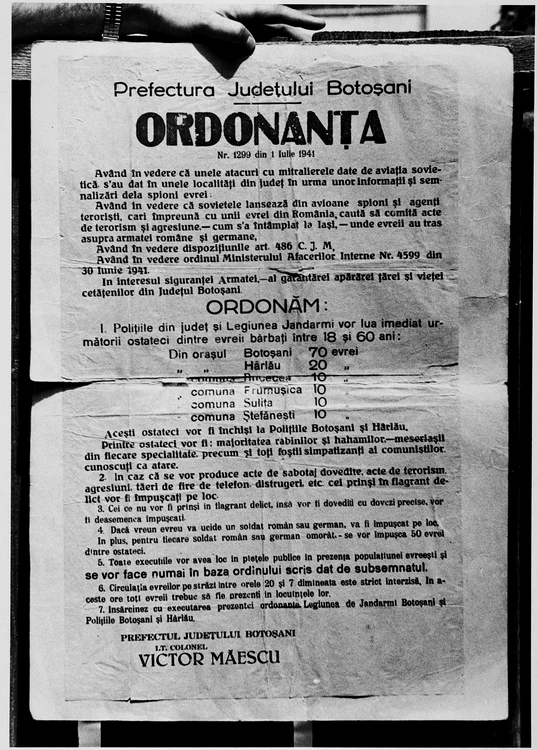 Prefectura Județului Botoșani
ORDONANȚA
Nr. 1299 din 1 Iulie 1941
Având în vedere că unele atacuri cu mitralierele date de aviația sovie-
tică, s'au dat în unele localități din județ în urma unor informații și sem-
nalizări dela spioni evrei.
Având în vedere că sovietele lansează din avioane spioni și agenți
teroriști, cari împreună cu unii evrei din România, caută să comită acte
de terorism și agresiune.— cum s'a întâmplat la Iași,— unde evreii au tras
asupra armatei române și germane,
Având în vedere dispozițiunile art. 486 C. J. M,
Având în vedere ordinul Ministerului Afacerilor Interne Nr. 4599 din
30 Iunie 1941.
În interesul siguranței Armatei,—al garantărei apărărei țărei și vieței
cetățenilor din Județul Botoșani.
ORDONĂM:
1. Polițiile din județ și Legiunea Jandarmi vor lua imediat ur-
mătorii ostateci dintre evreii bărbați între 18 și 60 ani:
Din orașul Botoșani 70 evrei
„ „ Hârlău 20 „
comuna Bucecea 10 „
comuna Frumușica 10 „
comuna Sulita 10 „
comuna Ștefănești 10 „
Acești ostateci vor fi închiși la Polițiile Botoșani și Hârlău.
Printre ostateci vor fi: majoritatea rabinilor și hahamilor,—meseriașii
din fiecare specialitate, precum și toți foștii simpatizanți ai comuniștilor,
cunoscuți ca atare.
2. In caz că se vor produce acte de sabotaj dovedite, acte de terorism,
agresiuni, tăeri de fire de telefon, distrugeri, etc. cei prinși în flagrant de-
lict vor fi împușcați pe loc.
3. Cei ce nu vor fi prinși in flagrant delict, însă vor fi dovediți cu dovezi precise, vor
fi deasemenea împușcați.
4. Dacă vreun evreu va ucide un soldat român sau german, va fi împușcat pe loc.
In plus, pentru fiecare soldat român sau german omorât.- se vor împușca 50 evrei
dintre ostateci.
5. Toate execuțiile vor avea loc în piețele publice in prezența populațiunei evreești și
se vor face numai în baza ordinului scris dat de subsemnatul.
6. Circulația evreilor pe străzi între orele 20 și 7 dimineața este strict interzisă, în a-
ceste ore toți evreii trebue să fie prezenți în locuințele lor.
7. Însărcinez cu executarea prezentei ordonanțe Legiunea de Jandarmi Botoșani și
Polițiile Botoșani și Hârlău.
PREFECTUL JUDEȚULUI BOTOȘANI
LT. COLONEL
VICTOR MĂESCU